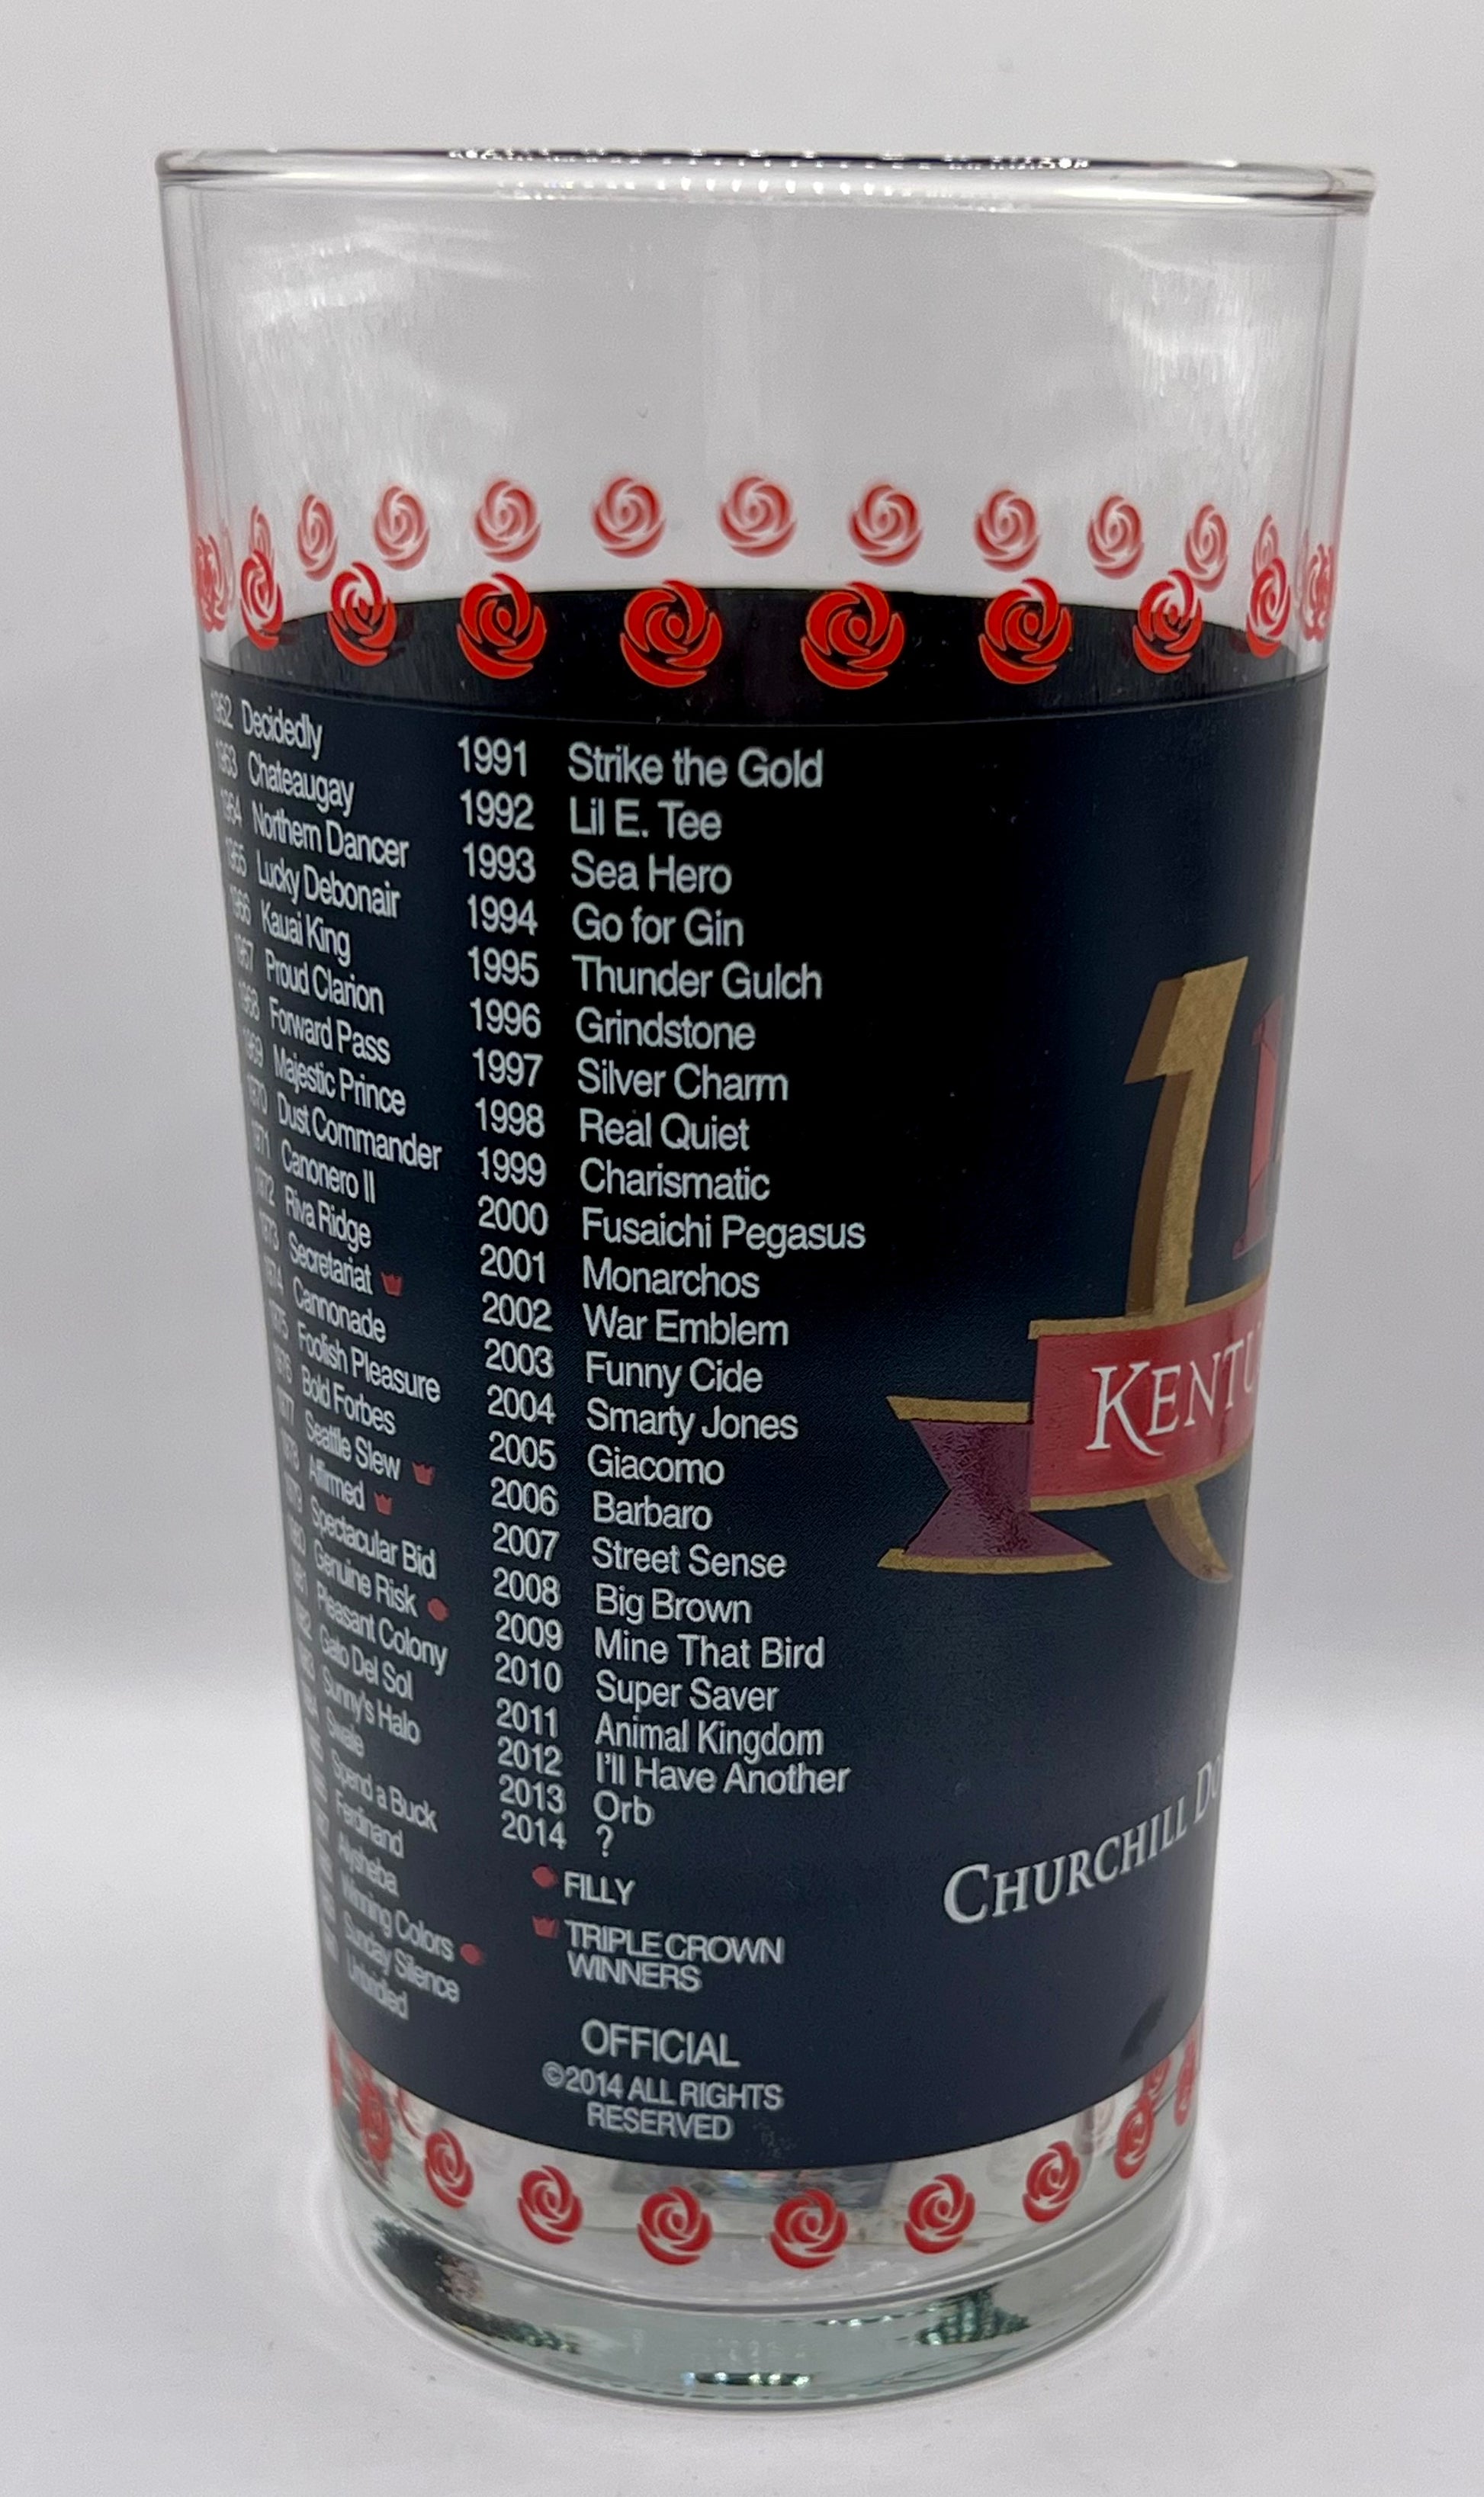 1962 Decidedly
1963 Chateaugay
1964 Northern Dancer
1965 Lucky Debonair
1966 Kauai King
1967 Proud Clarion
1968 Forward Pass
1969 Majestic Prince
1970 Dust Commander
1971 Canonero II
1972 Riva Ridge
1973 Secretariat
1974 Cannonade
1975 Foolish Pleasure
1976 Bold Forbes
1977 Seattle Slew
1978 Affirmed
1979 Spectacular Bid
1980 Genuine Risk
1981 Pleasant Colony
1982 Gato Del Sol
1983 Sunny's Halo
Swale
Spend a Buck
Ferdinand
Alysheba
Winning Colors
Sunday Silence
Unbridled
1991 Strike the Gold
1992 Lil E. Tee
1993 Sea Hero
1994 Go for Gin
1995 Thunder Gulch
1996 Grindstone
1997 Silver Charm
1998 Real Quiet
1999 Charismatic
2000 Fusaichi Pegasus
2001 Monarchos
2002 War Emblem
2003 Funny Cide
2004 Smarty Jones
2005 Giacomo
2006 Barbaro
2007 Street Sense
2008 Big Brown
2009 Mine That Bird
2010 Super Saver
2011 Animal Kingdom
2012 I'll Have Another
2013 Orb
2014 ?
FILLY
TRIPLE CROWN
WINNERS
OFFICIAL
©2014 ALL RIGHTS
RESERVED
1
KENTU
CHURCHILL DO